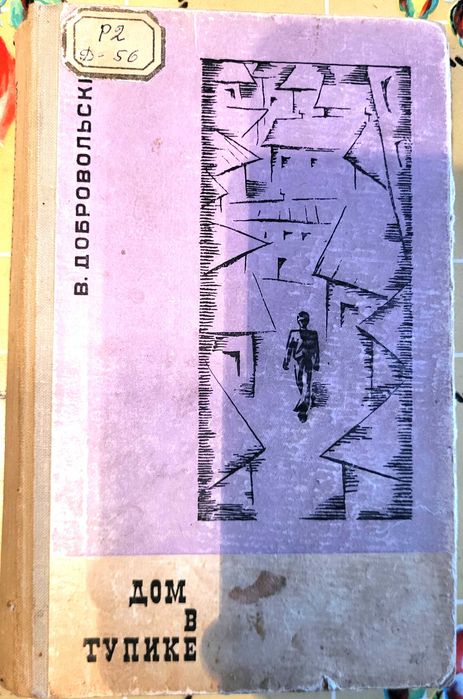 Р2
Д-56
В. ДОБРОВОЛЬСКИ
ДОМ
В
ТУПИКЕ